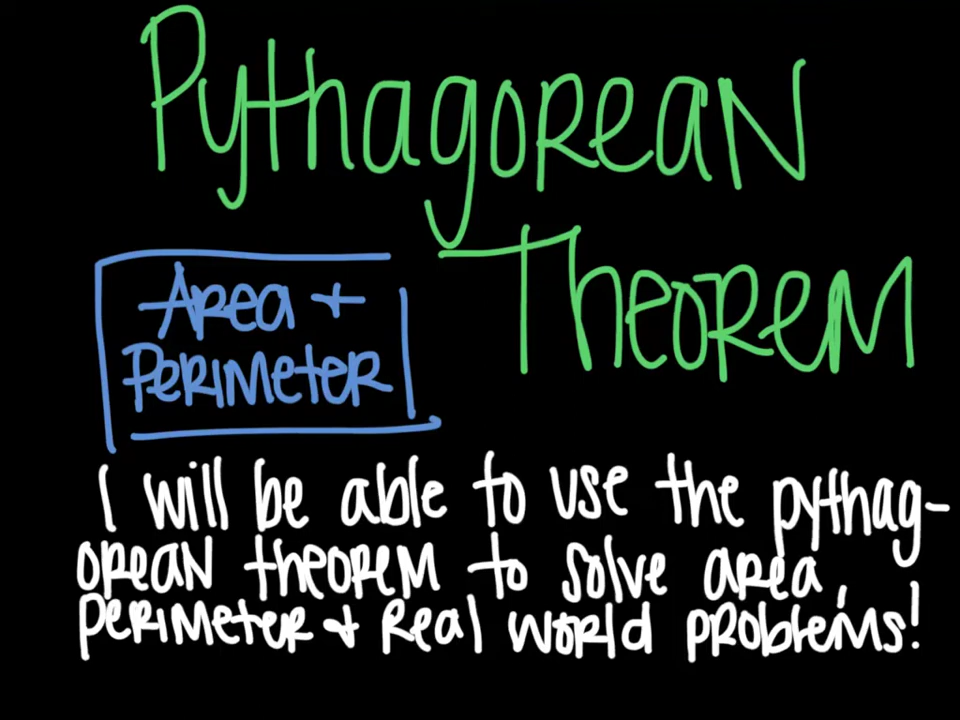 Pythagorean
Theorem
Area +
Perimeter
I will be able to use the pythag-
orean theorem to solve area,
perimeter + Real world problems!